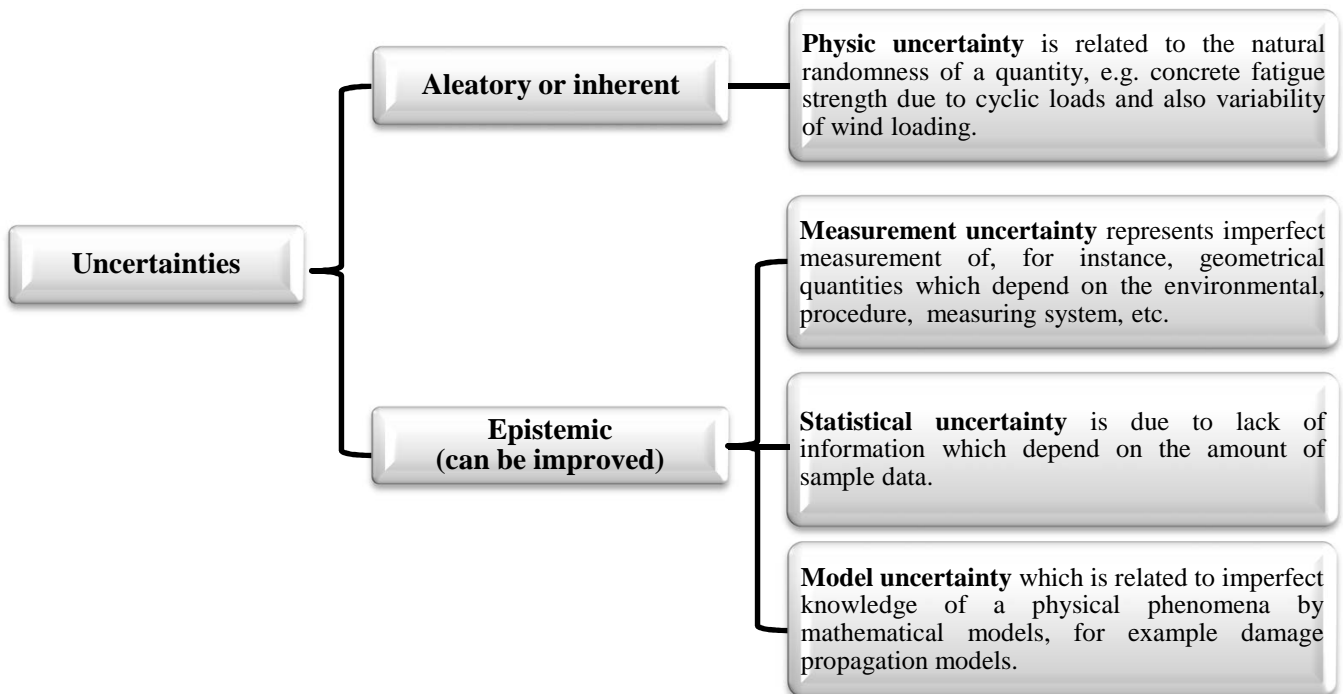 Uncertainties
Aleatory or inherent
Physic uncertainty is related to the natural
randomness of a quantity, e.g. concrete fatigue
strength due to cyclic loads and also variability
of wind loading.
Epistemic
(can be improved)
Measurement uncertainty represents imperfect
measurement of, for instance, geometrical
quantities which depend on the environmental,
procedure, measuring system, etc.
Statistical uncertainty is due to lack of
information which depend on the amount of
sample data.
Model uncertainty which is related to imperfect
knowledge of a physical phenomena by
mathematical models, for example damage
propagation models.